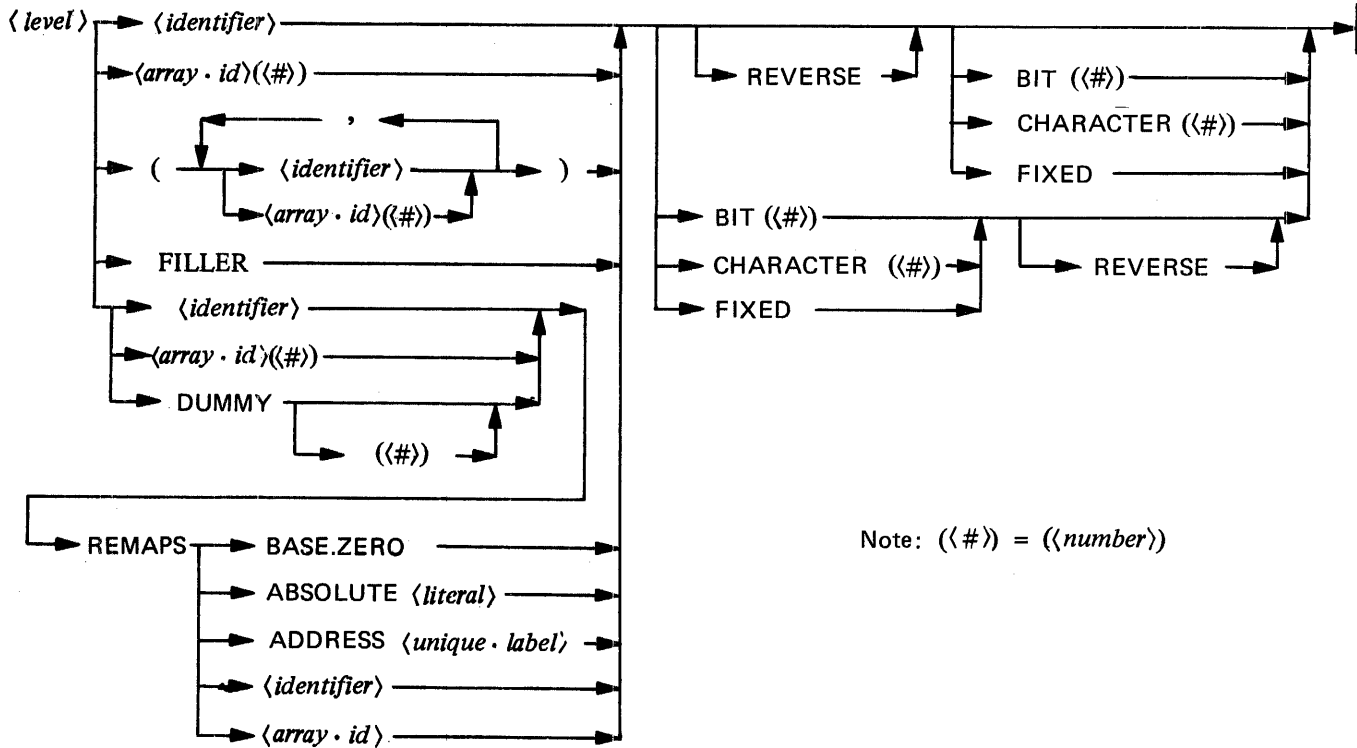 ⟨level⟩ ⟨identifier⟩
⟨array · id⟩(⟨#⟩)
REVERSE
BIT (⟨#⟩)
CHARACTER (⟨#⟩)
FIXED
,
( ⟨identifier⟩ )
⟨array · id⟩(⟨#⟩)
FILLER
BIT (⟨#⟩)
CHARACTER (⟨#⟩)
FIXED
REVERSE
⟨identifier⟩
⟨array · id⟩(⟨#⟩)
DUMMY
(⟨#⟩)
REMAPS BASE.ZERO
ABSOLUTE ⟨literal⟩
ADDRESS ⟨unique · label⟩
⟨identifier⟩
⟨array · id⟩
Note: (⟨#⟩) = (⟨number⟩)